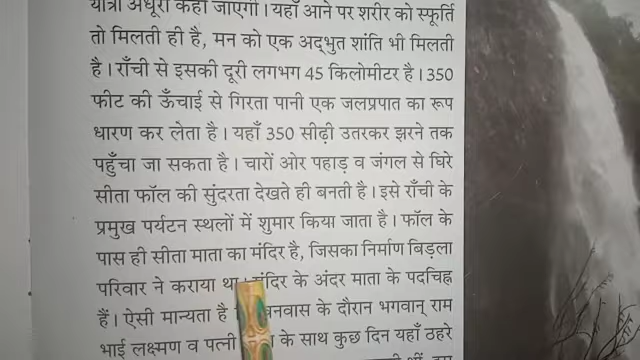 यात्रा अधूरी कही जाएगी। यहाँ आने पर शरीर को स्फूर्ति
तो मिलती ही है, मन को एक अद्भुत शांति भी मिलती
है। राँची से इसकी दूरी लगभग 45 किलोमीटर है। 350
फीट की ऊँचाई से गिरता पानी एक जलप्रपात का रूप
धारण कर लेता है। यहाँ 350 सीढ़ी उतरकर झरने तक
पहुँचा जा सकता है। चारों ओर पहाड़ व जंगल से घिरे
सीता फॉल की सुंदरता देखते ही बनती है। इसे राँची के
प्रमुख पर्यटन स्थलों में शुमार किया जाता है। फॉल के
पास ही सीता माता का मंदिर है, जिसका निर्माण बिड़ला
परिवार ने कराया था। मंदिर के अंदर माता के पदचिह्न
हैं। ऐसी मान्यता है वनवास के दौरान भगवान् राम
भाई लक्ष्मण व पत्नी के साथ कुछ दिन यहाँ ठहरे